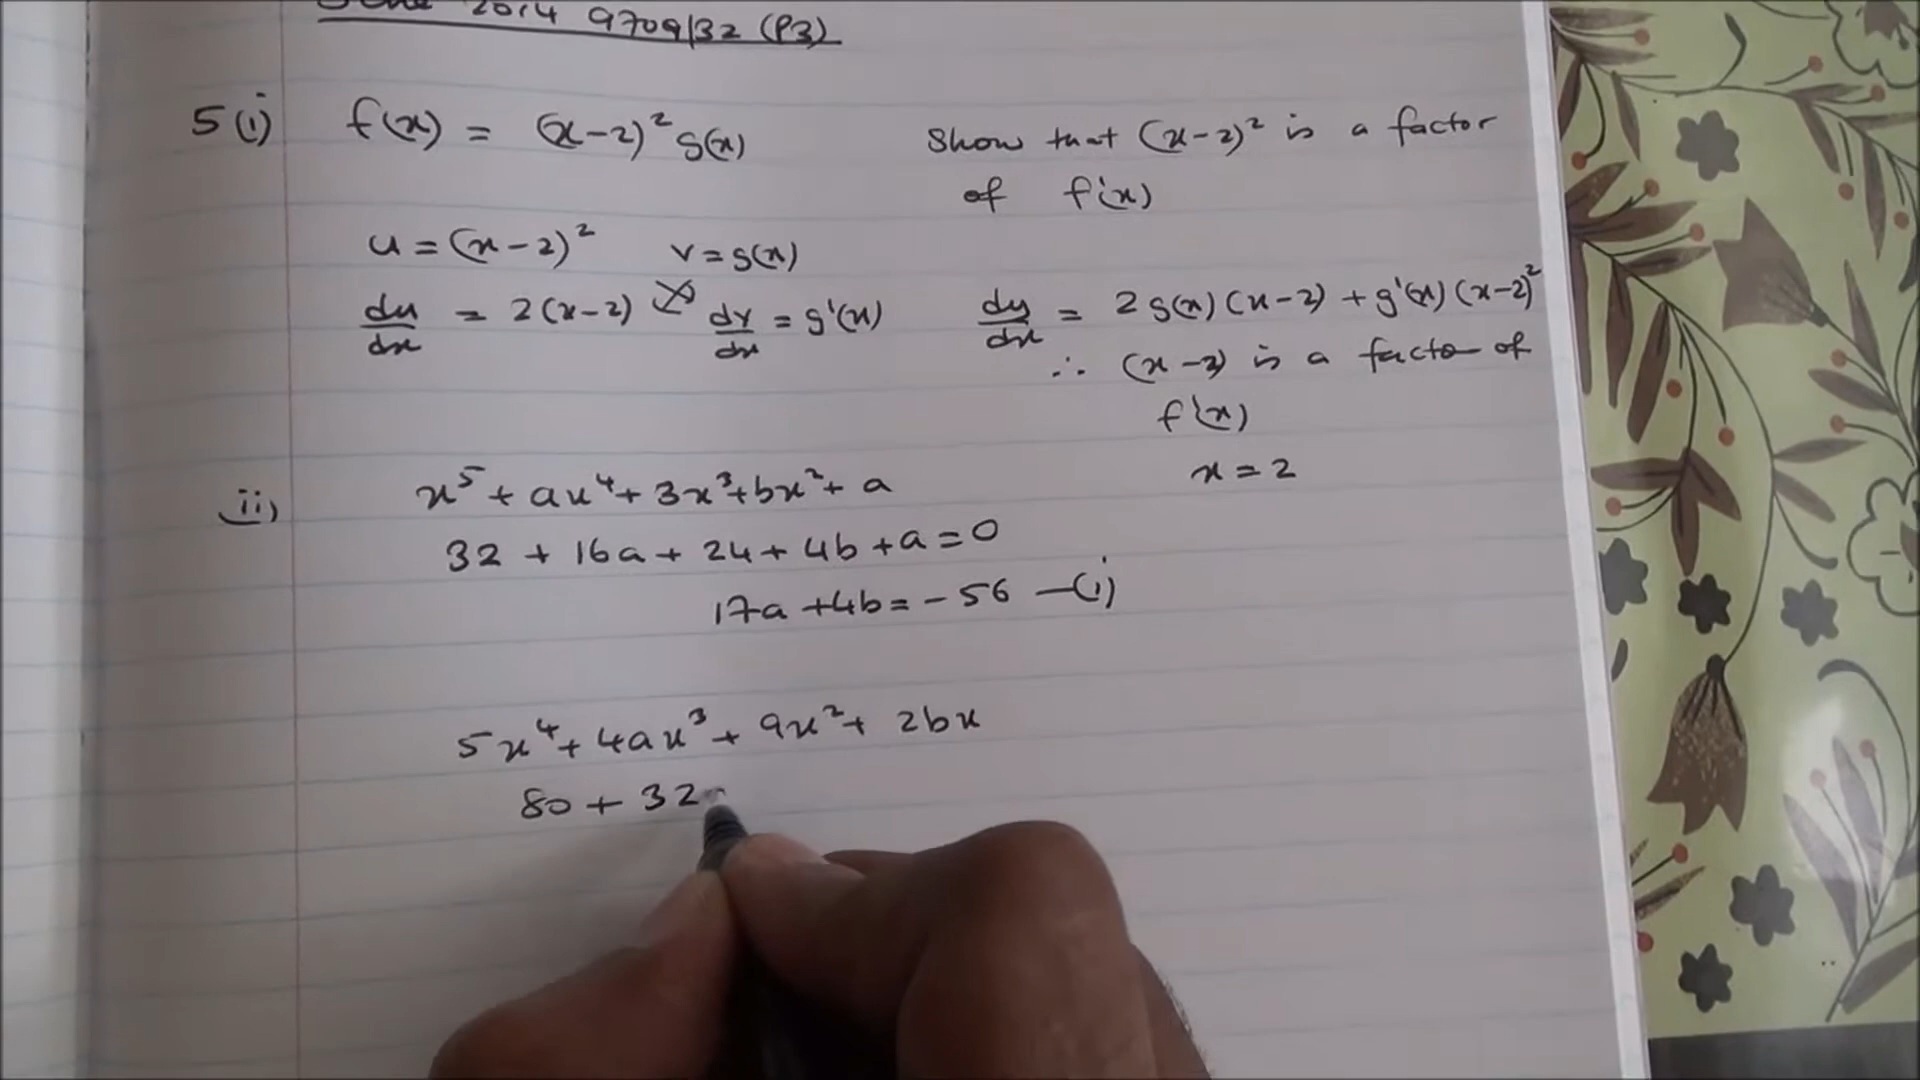 June 2014 9709/32 (P3)
5(i) f(x) = (x-2)² g(x)
Show that (x-2)² is a factor
of f'(x)
u = (x-2)² v = g(x)
du/dx = 2(x-2) dv/dx = g'(x)
dy/dx = 2g(x)(x-2) + g'(x)(x-2)²
∴ (x-2) is a factor of
f'(x)
x = 2
ii) x⁵ + ax⁴ + 3x³ + bx² + a
32 + 16a + 24 + 4b + a = 0
17a + 4b = -56 —(i)
5x⁴ + 4ax³ + 9x² + 2bx
80 + 32